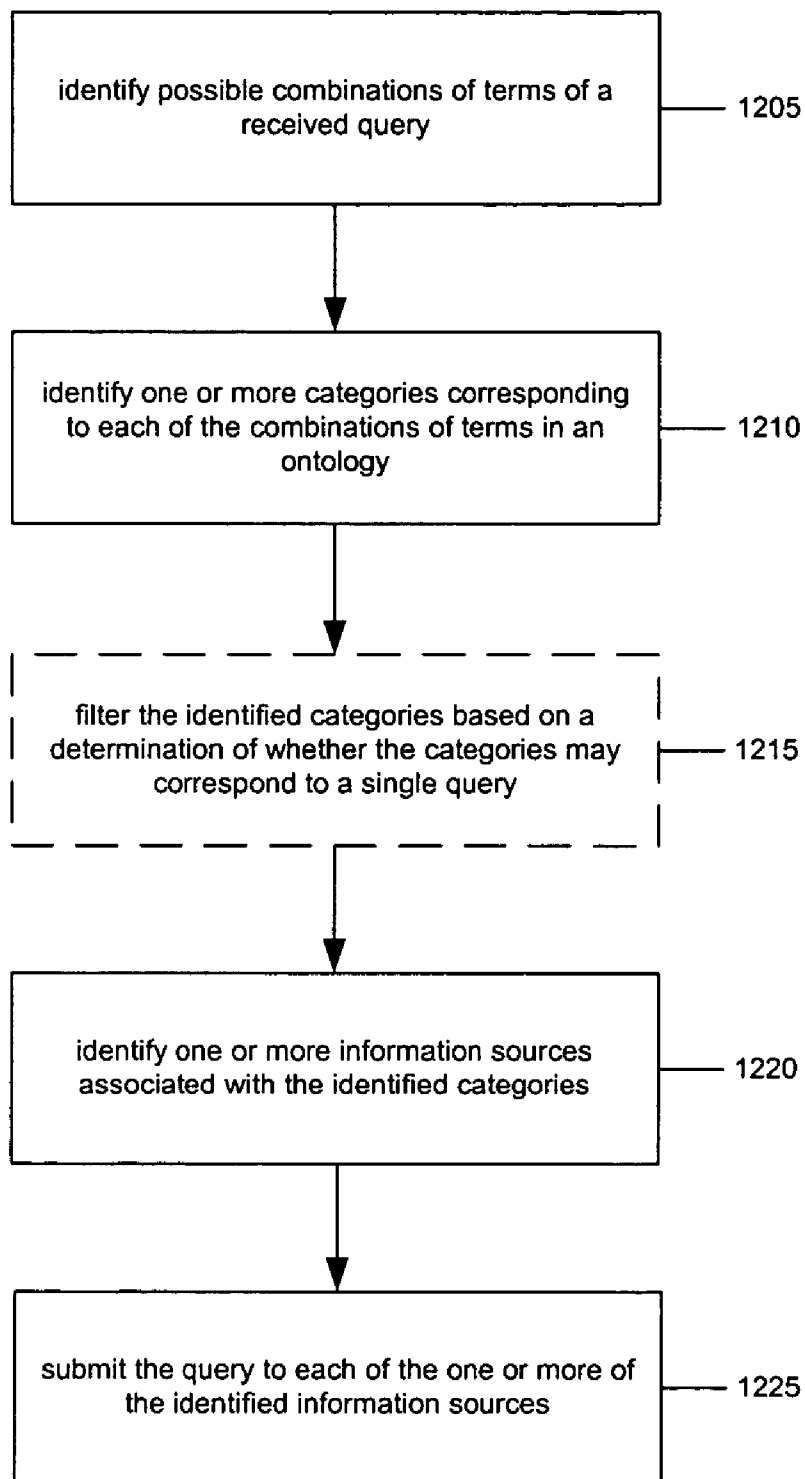 identify possible combinations of terms of a
received query
1205
identify one or more categories corresponding
to each of the combinations of terms in an
ontology
1210
filter the identified categories based on a
determination of whether the categories may
correspond to a single query
1215
identify one or more information sources
associated with the identified categories
1220
submit the query to each of the one or more of
the identified information sources
1225